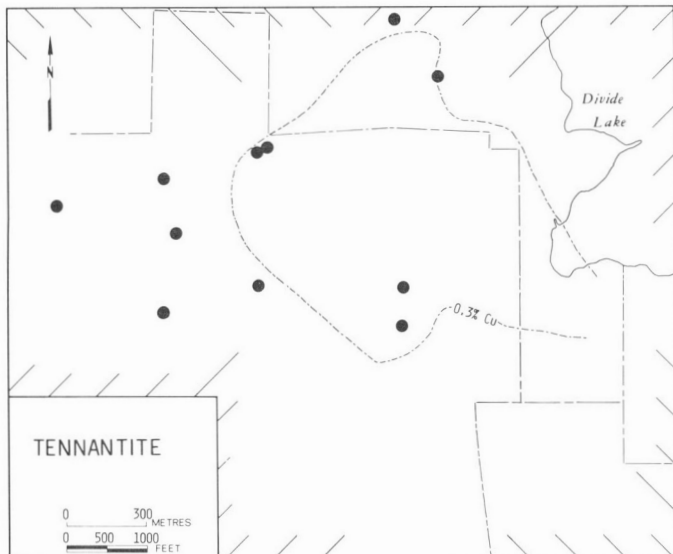 N
Divide
Lake
0.3% Cu
TENNANTITE
0 300
METRES
0 500 1000
FEET